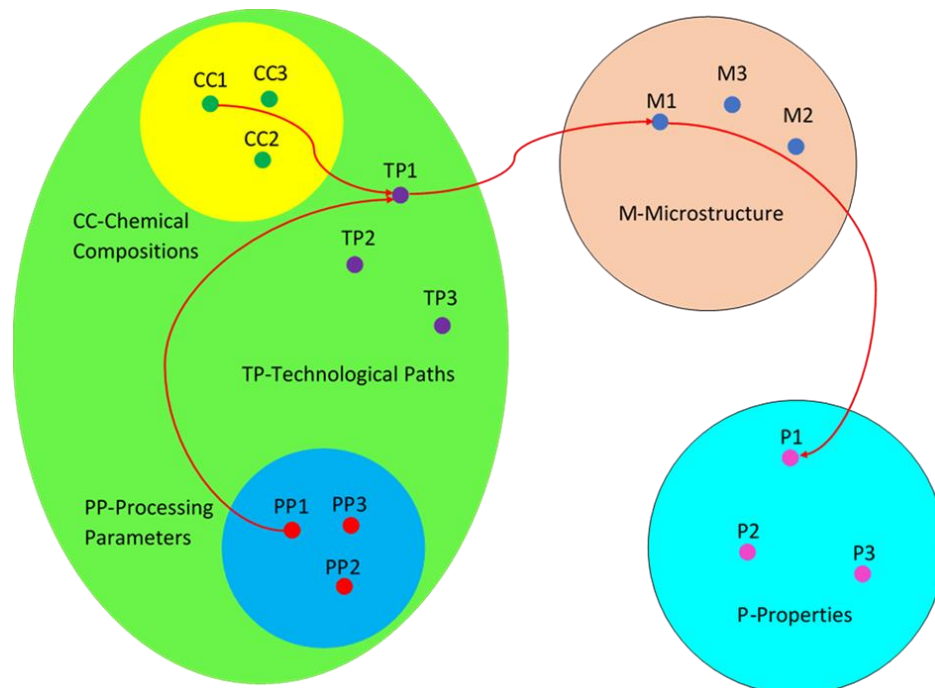 CC1
CC3
CC2
CC-Chemical
Compositions
TP1
TP2
TP3
TP-Technological Paths
PP-Processing
Parameters
PP1
PP3
PP2
M1
M3
M2
M-Microstructure
P1
P2
P3
P-Properties